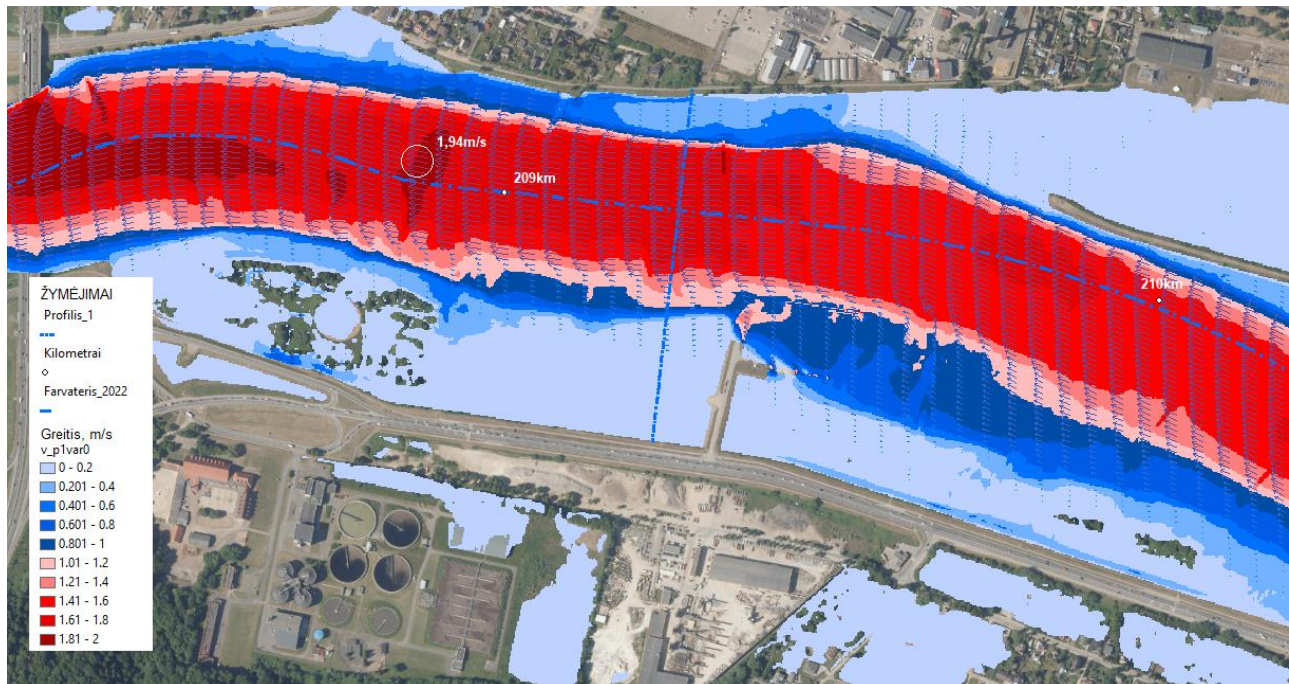 1,94m/s
209km
210km
ŽYMĖJIMAI
Profilis_1
Kilometrai
Farvateris_2022
Greitis, m/s
v_p1var0
0 - 0.2
0.201 - 0.4
0.401 - 0.6
0.601 - 0.8
0.801 - 1
1.01 - 1.2
1.21 - 1.4
1.41 - 1.6
1.61 - 1.8
1.81 - 2